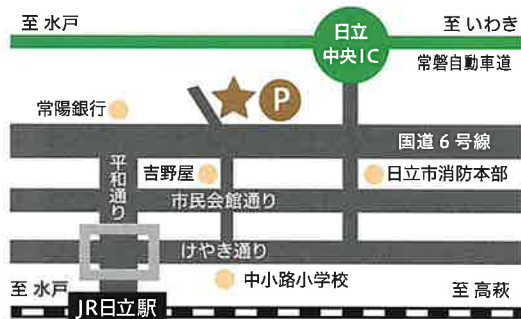 至 水戸
日立
中央IC
至 いわき
常磐自動車道
常陽銀行
P
国道6号線
平和通り
吉野屋
日立市消防本部
市民会館通り
けやき通り
中小路小学校
至 水戸
至 高萩
JR日立駅